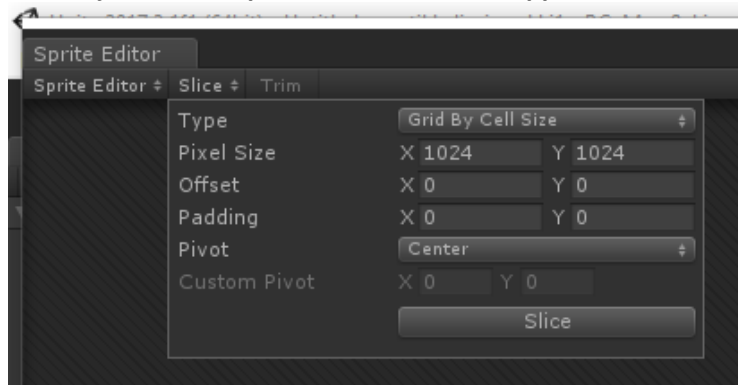 Sprite Editor
Sprite Editor Slice Trim
Type Grid By Cell Size
Pixel Size X 1024 Y 1024
Offset X 0 Y 0
Padding X 0 Y 0
Pivot Center
Custom Pivot X 0 Y 0
Slice